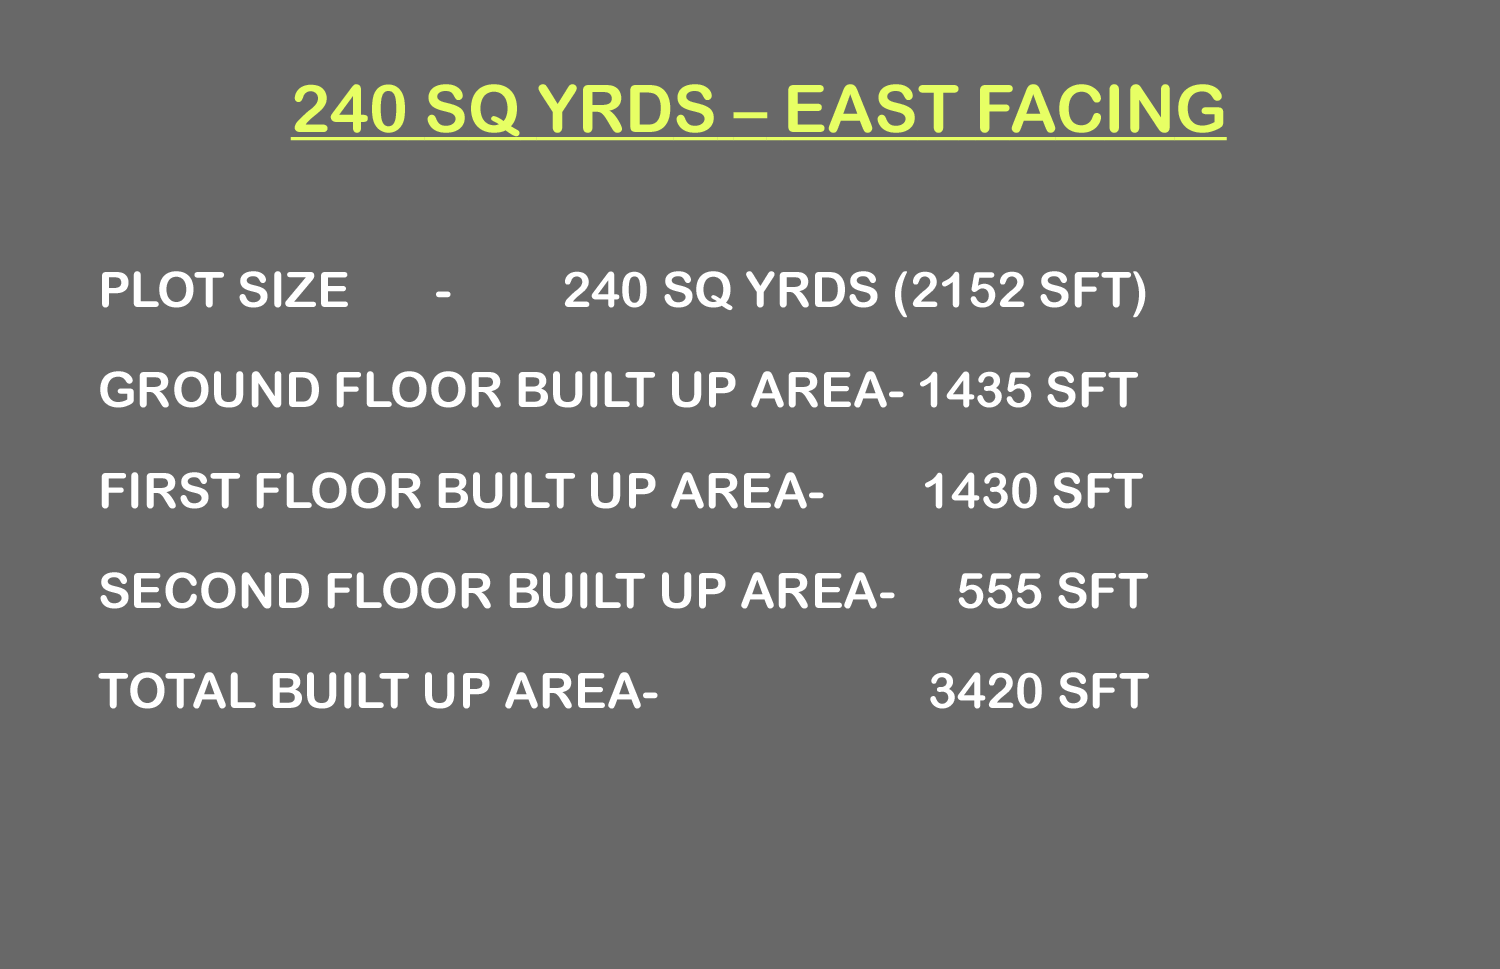 240 SQ YRDS – EAST FACING
PLOT SIZE - 240 SQ YRDS (2152 SFT)
GROUND FLOOR BUILT UP AREA- 1435 SFT
FIRST FLOOR BUILT UP AREA- 1430 SFT
SECOND FLOOR BUILT UP AREA- 555 SFT
TOTAL BUILT UP AREA- 3420 SFT